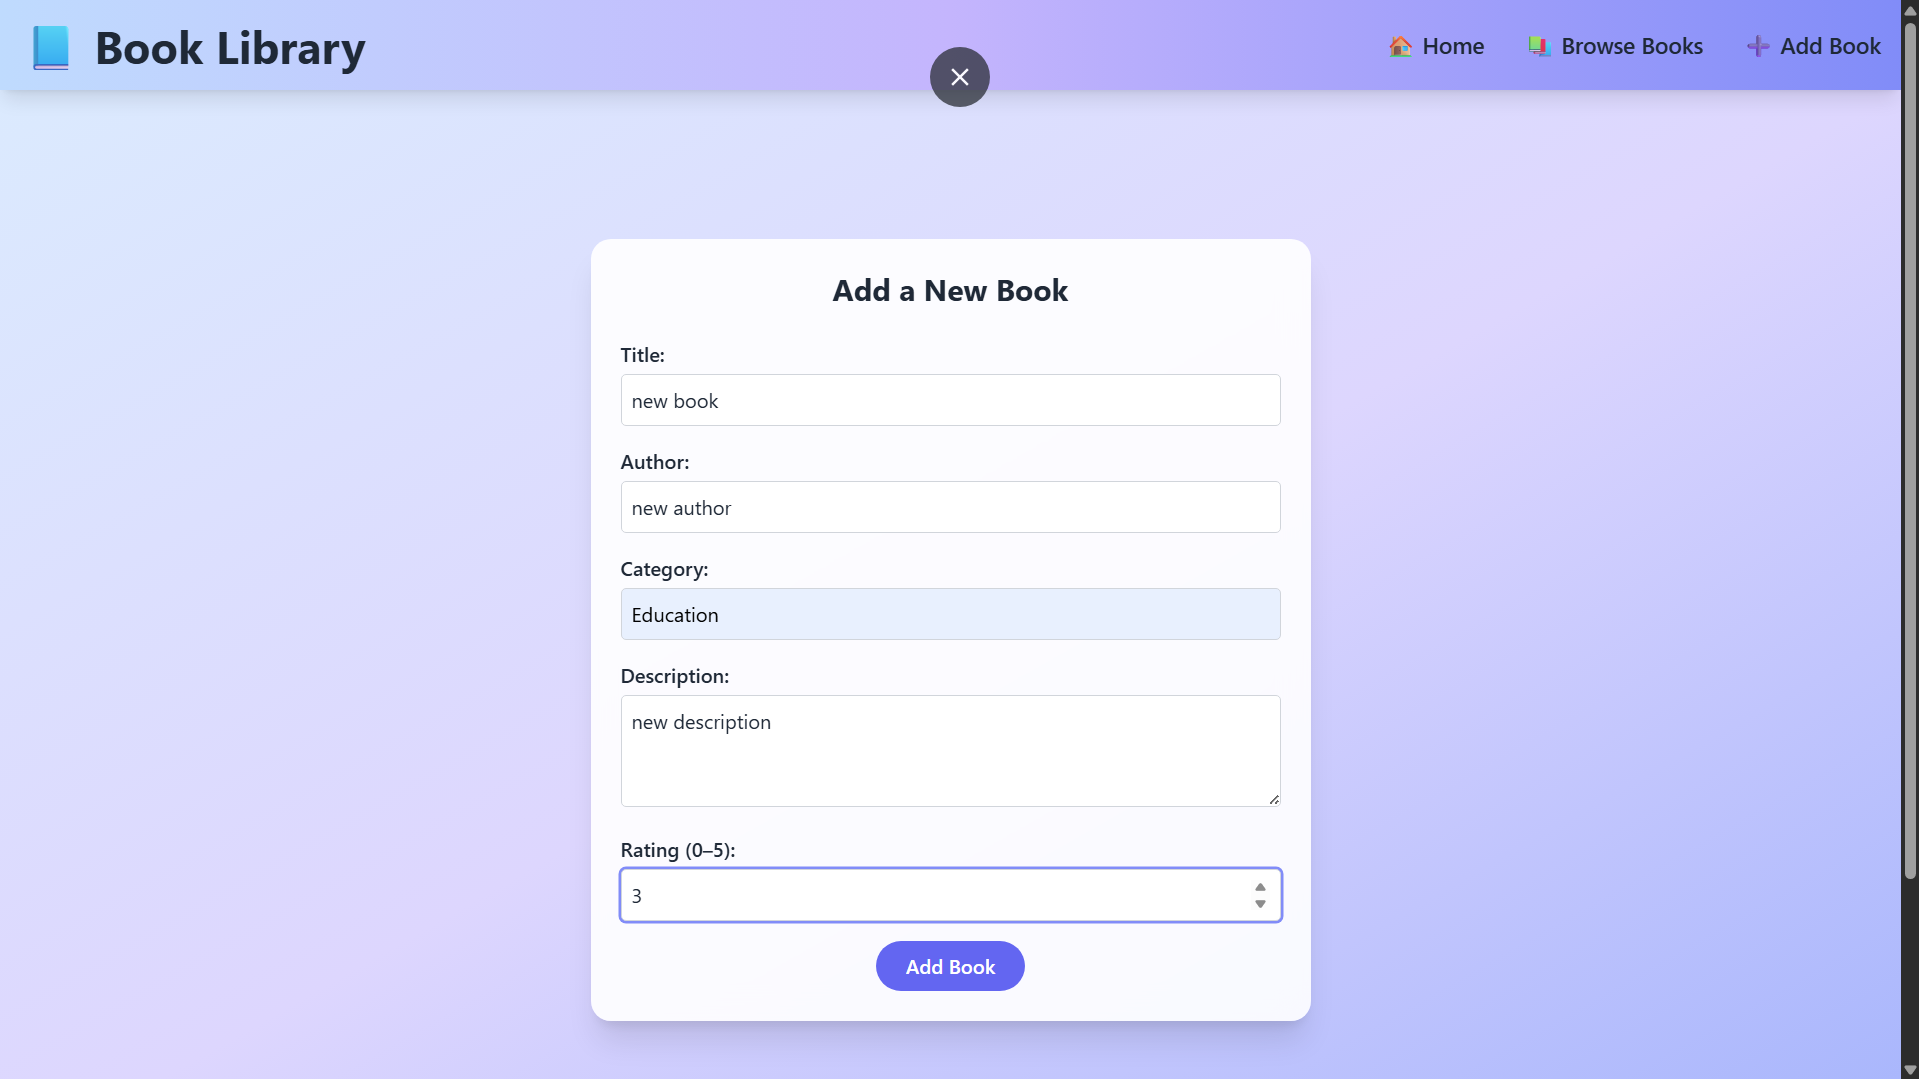 Book Library
Home
Browse Books
Add Book
Add a New Book
Title:
new book
Author:
new author
Category:
Education
Description:
new description
Rating (0–5):
3
Add Book